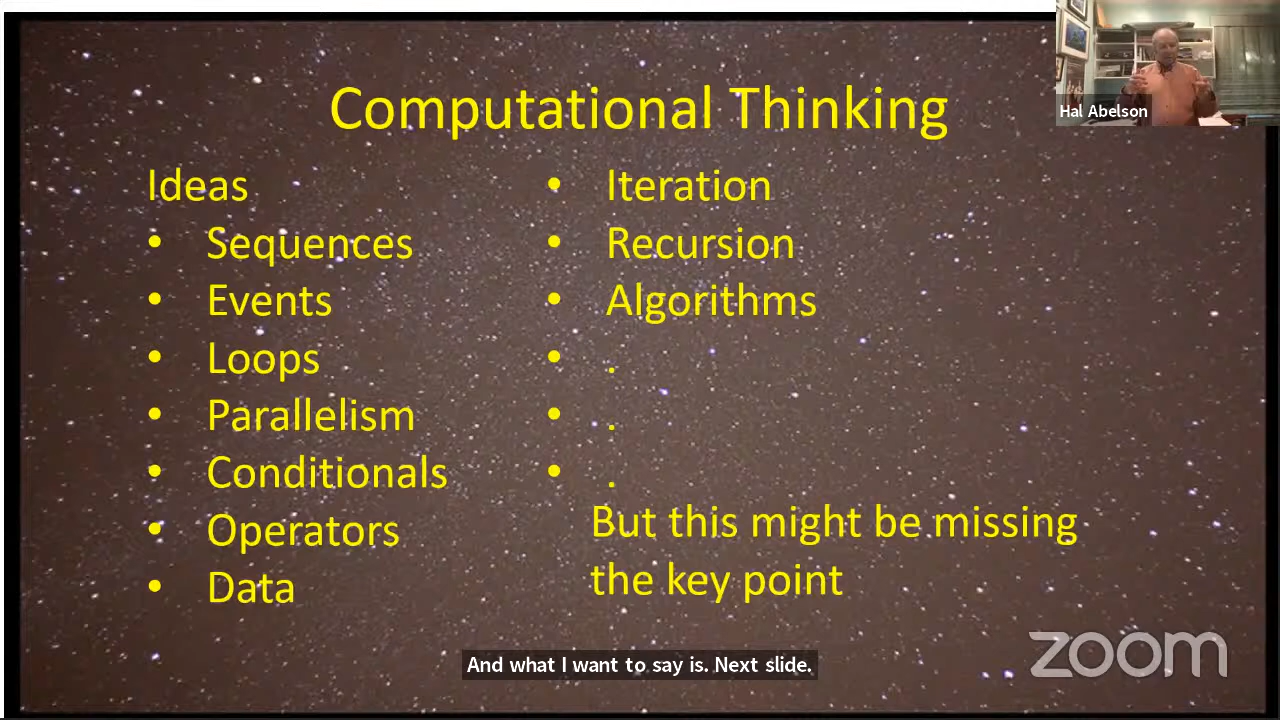 Computational Thinking
Hal Abelson
Ideas
• Sequences
• Events
• Loops
• Parallelism
• Conditionals
• Operators
• Data
• Iteration
• Recursion
• Algorithms
• .
• .
• .
But this might be missing
the key point
And what I want to say is. Next slide.
zoom